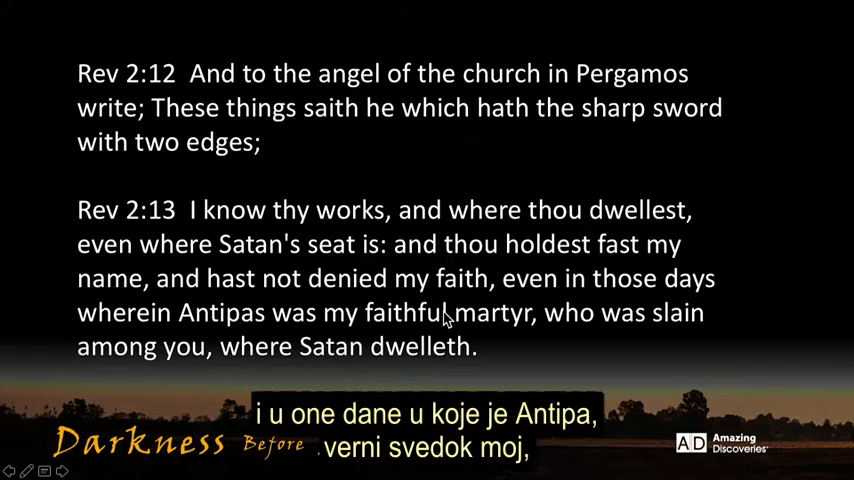 Rev 2:12 And to the angel of the church in Pergamos
write; These things saith he which hath the sharp sword
with two edges;
Rev 2:13 I know thy works, and where thou dwellest,
even where Satan's seat is: and thou holdest fast my
name, and hast not denied my faith, even in those days
wherein Antipas was my faithful martyr, who was slain
among you, where Satan dwelleth.
i u one dane u koje je Antipa,
verni svedok moj,
Darkness Before
AD Amazing
Discoveries